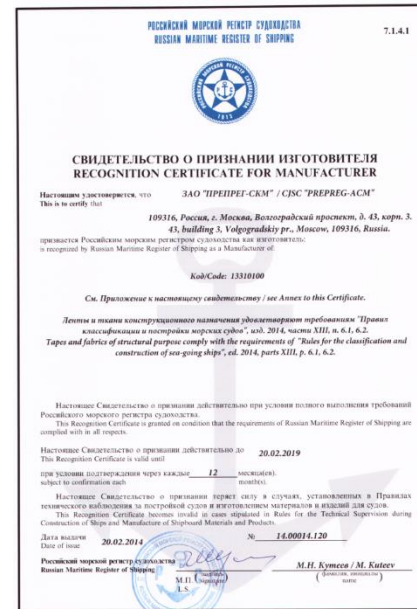 РОССИЙСКИЙ МОРСКОЙ РЕГИСТР СУДОХОДСТВА
RUSSIAN MARITIME REGISTER OF SHIPPING
7.1.4.1
РОССИЙСКИЙ МОРСКОЙ РЕГИСТР СУДОХОДСТВА
1913
СВИДЕТЕЛЬСТВО О ПРИЗНАНИИ ИЗГОТОВИТЕЛЯ
RECOGNITION CERTIFICATE FOR MANUFACTURER
Настоящим удостоверяется, что ЗАО "ПРЕПРЕГ-СКМ" / CJSC "PREPREG-ACM"
This is to certify that
109316, Россия, г. Москва, Волгоградский проспект, д. 43, корп. 3.
43, building 3, Volgogradskiy pr., Moscow, 109316, Russia.
признается Российским морским регистром судоходства как изготовитель:
is recognized by Russian Maritime Register of Shipping as a Manufacturer of:
Код/Code: 13310100
См. Приложение к настоящему свидетельству / see Annex to this Certificate.
Ленты и ткани конструкционного назначения удовлетворяют требованиям "Правил
классификации и постройки морских судов", изд. 2014, части XIII, п. 6.1, 6.2.
Tapes and fabrics of structural purpose comply with the requirements of "Rules for the classification and
construction of sea-going ships", ed. 2014, parts XIII, p. 6.1, 6.2.
Настоящее Свидетельство о признании действительно при условии полного выполнения требований
Российского морского регистра судоходства.
This Recognition Certificate is granted on condition that the requirements of Russian Maritime Register of Shipping are
complied with in all respects.
Настоящее Свидетельство о признании действительно до 20.02.2019
This Recognition Certificate is valid until
при условии подтверждения через каждые 12 месяца(ев).
subject to confirmation each month(s).
Настоящее Свидетельство о признании теряет силу в случаях, установленных в Правилах
технического наблюдения за постройкой судов и изготовлением материалов и изделий для судов.
This Recognition Certificate becomes invalid in cases stipulated in Rules for the Technical Supervision during
Construction of Ships and Manufacture of Shipboard Materials and Products.
Дата выдачи 20.02.2014 № 14.00014.120
Date of issue
Российский морской регистр судоходства М.Н. Кутеев / M. Kuteev
Russian Maritime Register of Shipping
(фамилия, инициалы)
name
М.П.
L.S.